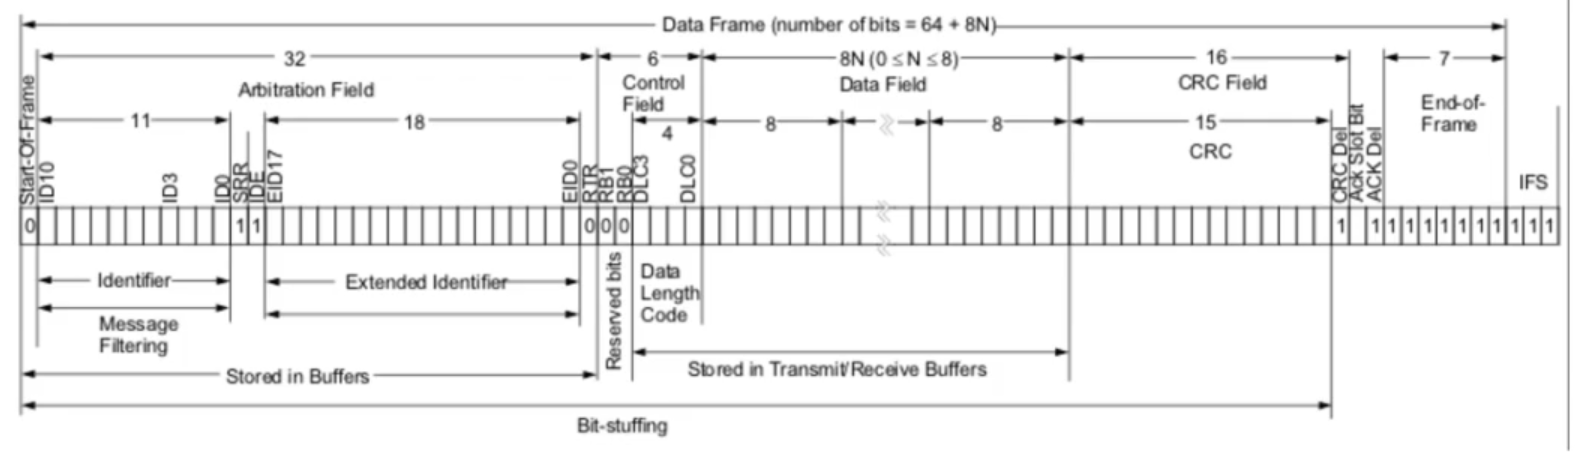 Data Frame (number of bits = 64 + 8N)
32
6
8N (0 ≤ N ≤ 8)
16
7
Arbitration Field
Control
Field
Data Field
CRC Field
End-of-
Frame
11
18
4
8
8
15
CRC
IFS
Start-Of-Frame
ID10
ID3
ID0
SRR
IDE
EID17
EID0
RTR
RB1
RB0
DLC3
DLC0
CRC Del
Ack Slot Bit
ACK Del
0 1 1 0 0 0 1 1 1 1 1 1 1 1 1 1 1 1
Identifier
Extended Identifier
Message
Filtering
Reserved bits
Data
Length
Code
Stored in Buffers
Stored in Transmit/Receive Buffers
Bit-stuffing